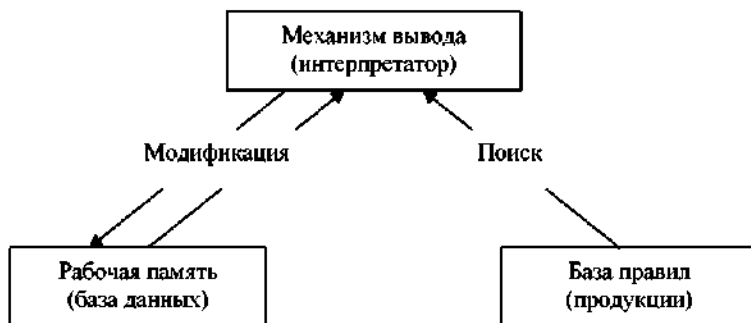 Механизм вывода
(интерпретатор)
Модификация
Поиск
Рабочая память
(база данных)
База правил
(продукции)